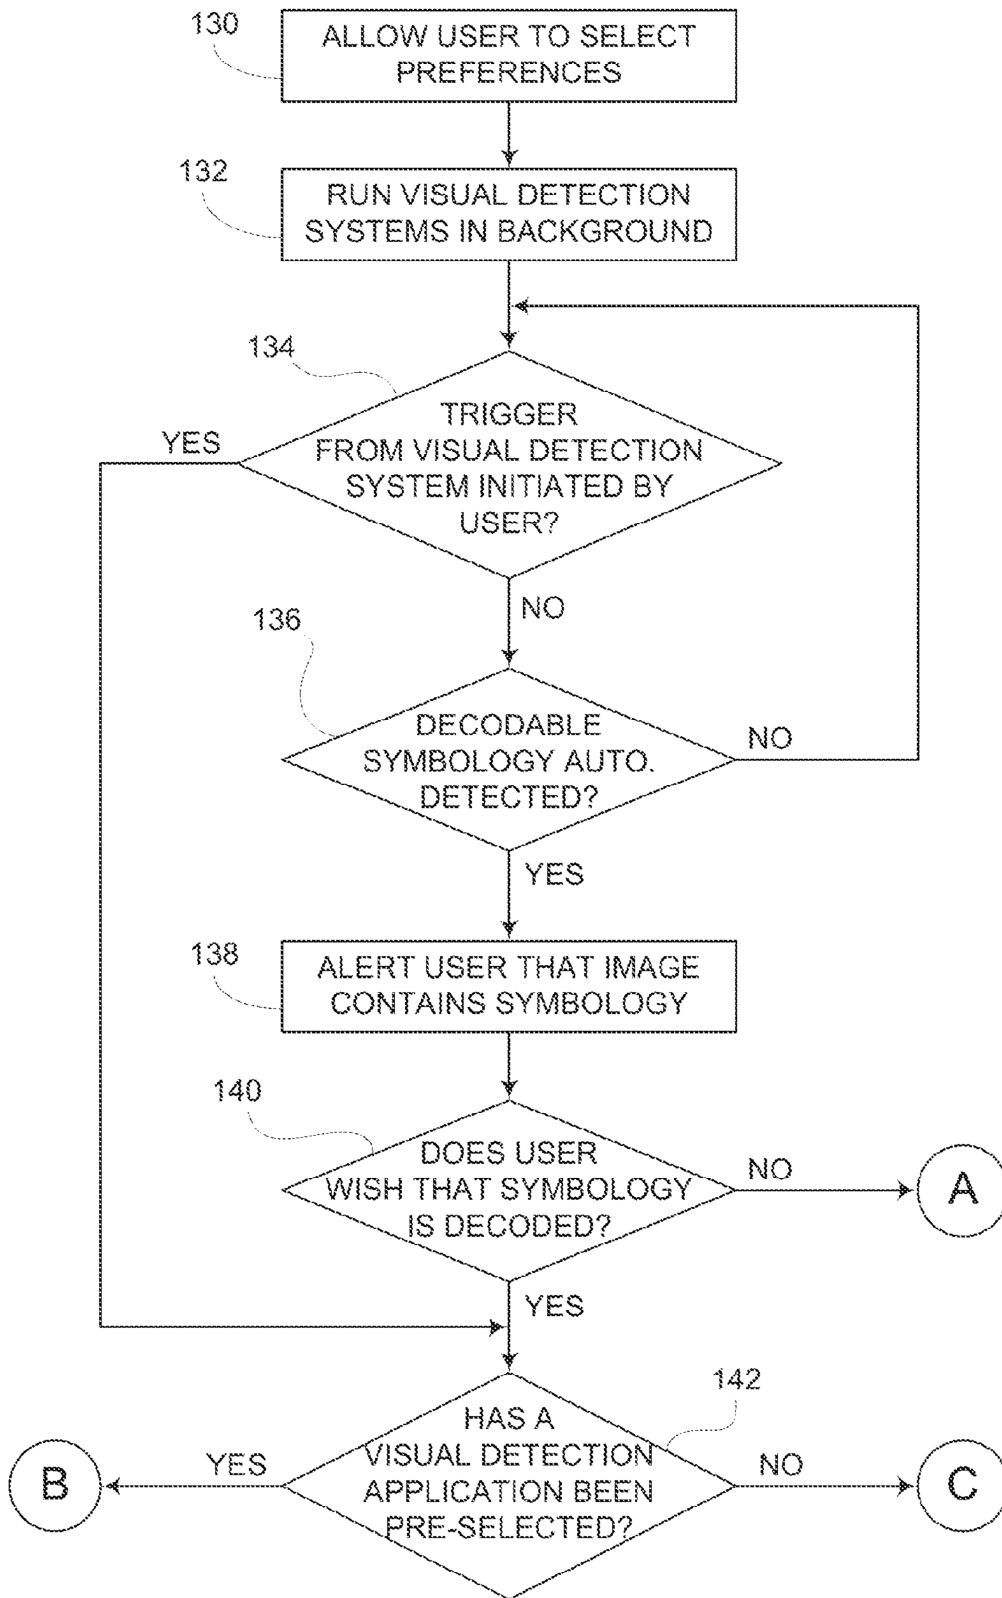 130
ALLOW USER TO SELECT
PREFERENCES
132
RUN VISUAL DETECTION
SYSTEMS IN BACKGROUND
134
TRIGGER
FROM VISUAL DETECTION
SYSTEM INITIATED BY
USER?
YES
NO
136
DECODABLE
SYMBOLOGY AUTO.
DETECTED?
NO
YES
138
ALERT USER THAT IMAGE
CONTAINS SYMBOLOGY
140
DOES USER
WISH THAT SYMBOLOGY
IS DECODED?
NO
A
YES
142
HAS A
VISUAL DETECTION
APPLICATION BEEN
PRE-SELECTED?
YES
B
NO
C